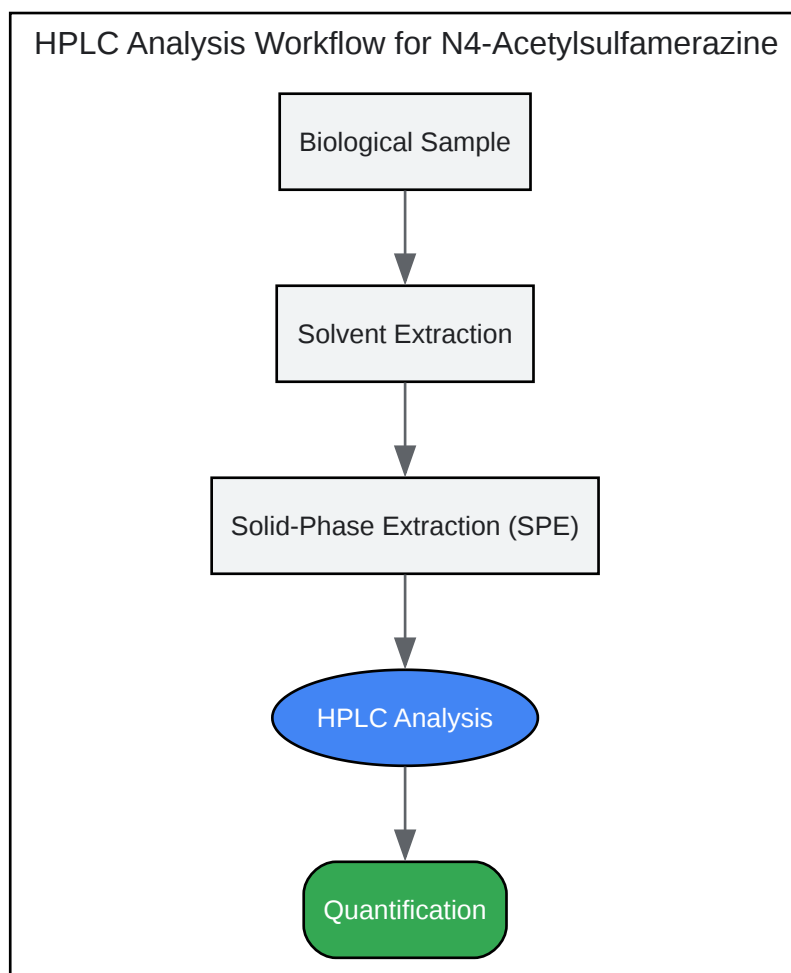 HPLC Analysis Workflow for N4-Acetylsulfamerazine
Biological Sample
Solvent Extraction
Solid-Phase Extraction (SPE)
HPLC Analysis
Quantification